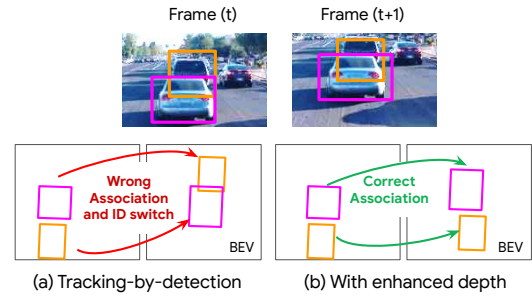 Frame (t)
Frame (t+1)
Wrong
Association
and ID switch
BEV
Correct
Association
BEV
(a) Tracking-by-detection
(b) With enhanced depth